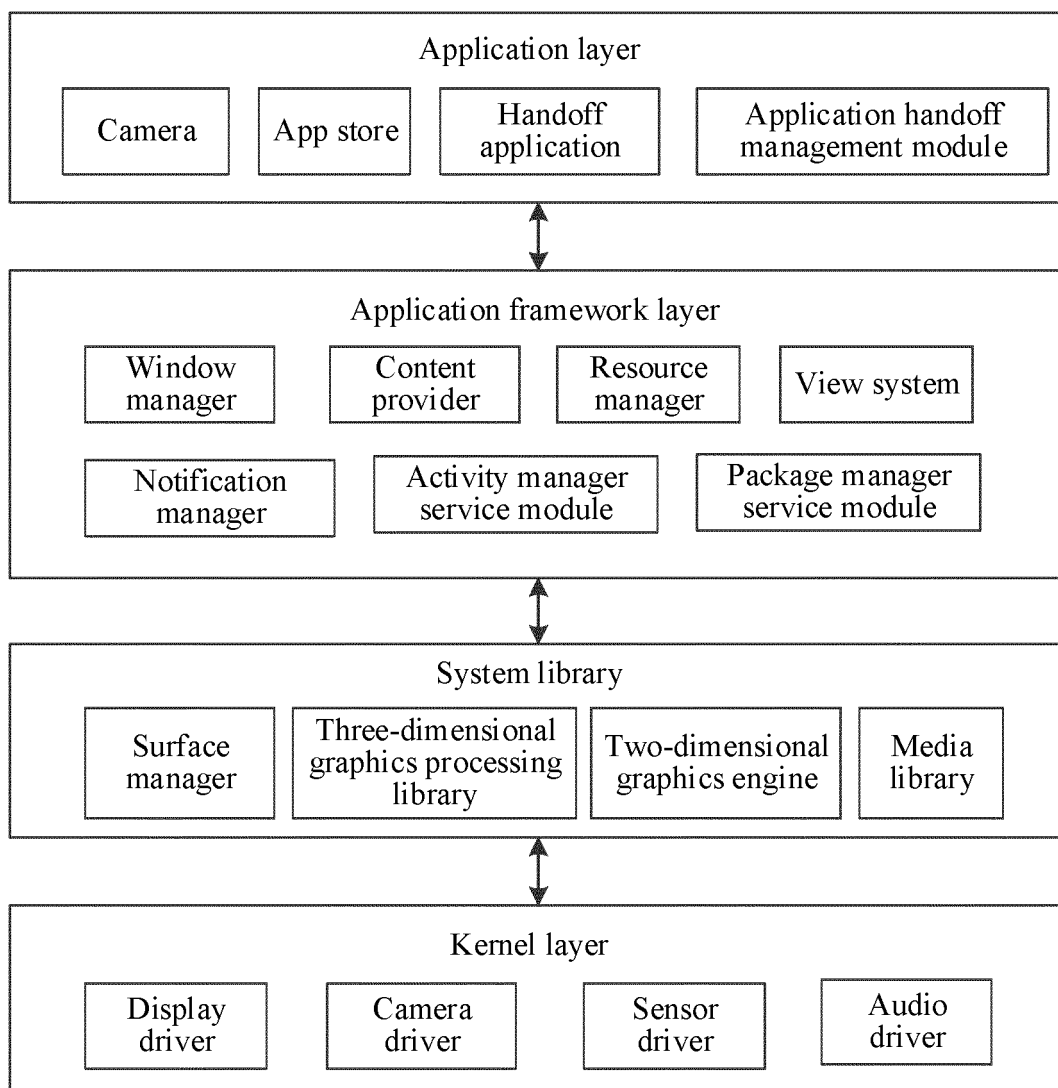 Application layer
Camera
App store
Handoff
application
Application handoff
management module
Application framework layer
Window
manager
Content
provider
Resource
manager
View system
Notification
manager
Activity manager
service module
Package manager
service module
System library
Surface
manager
Three-dimensional
graphics processing
library
Two-dimensional
graphics engine
Media
library
Kernel layer
Display
driver
Camera
driver
Sensor
driver
Audio
driver